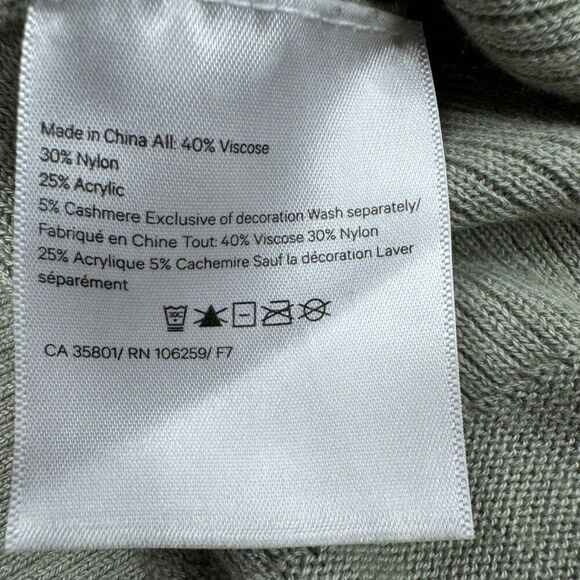 Made in China All: 40% Viscose
30% Nylon
25% Acrylic
5% Cashmere Exclusive of decoration Wash separately/
Fabriqué en Chine Tout: 40% Viscose 30% Nylon
25% Acrylique 5% Cachemire Sauf la décoration Laver
séparément
30C
CA 35801/ RN 106259/ F7